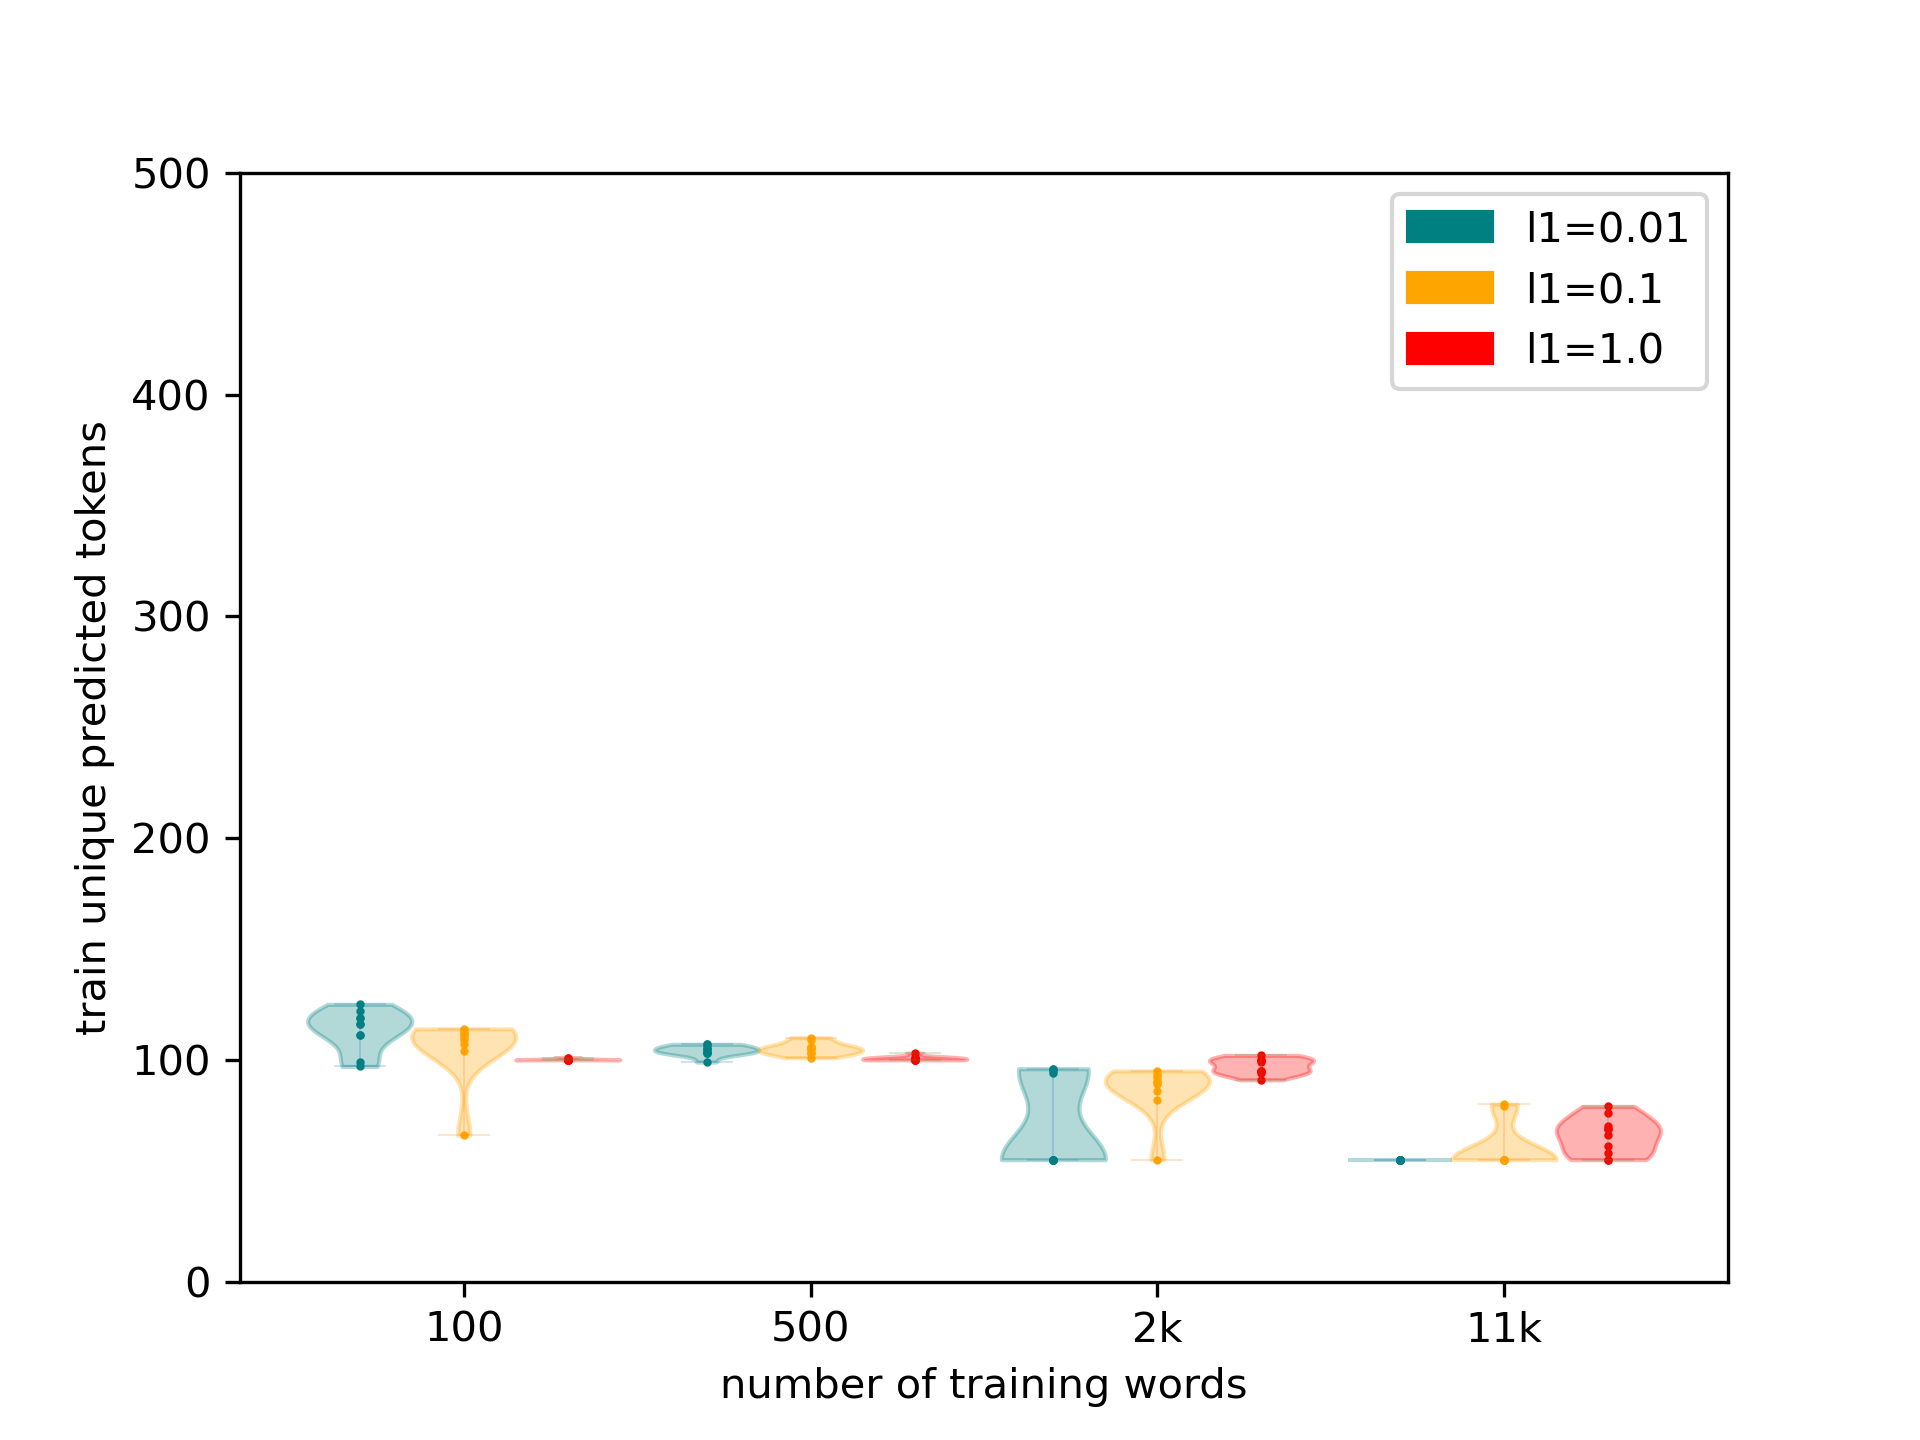 500
400
300
200
100
0
train unique predicted tokens
l1=0.01
l1=0.1
l1=1.0
100
500
2k
11k
number of training words